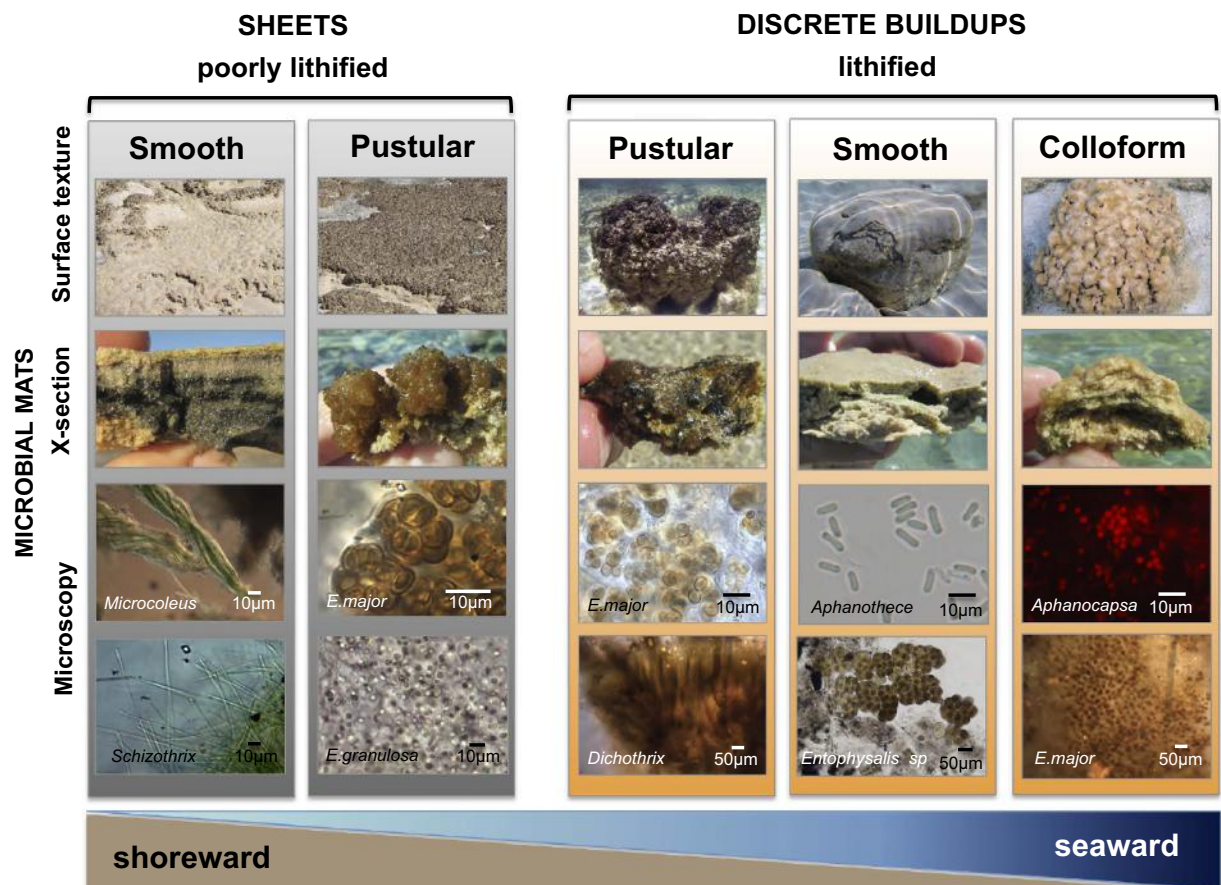 SHEETS
poorly lithified
DISCRETE BUILDUPS
lithified
MICROBIAL MATS
Surface texture
X-section
Microscopy
Smooth
Pustular
Pustular
Smooth
Colloform
Microcoleus 10µm
E.major 10µm
E.major 10µm
Aphanothece 10µm
Aphanocapsa 10µm
Schizothrix 10µm
E.granulosa 10µm
Dichothrix 50µm
Entophysalis sp 50µm
E.major 50µm
shoreward
seaward